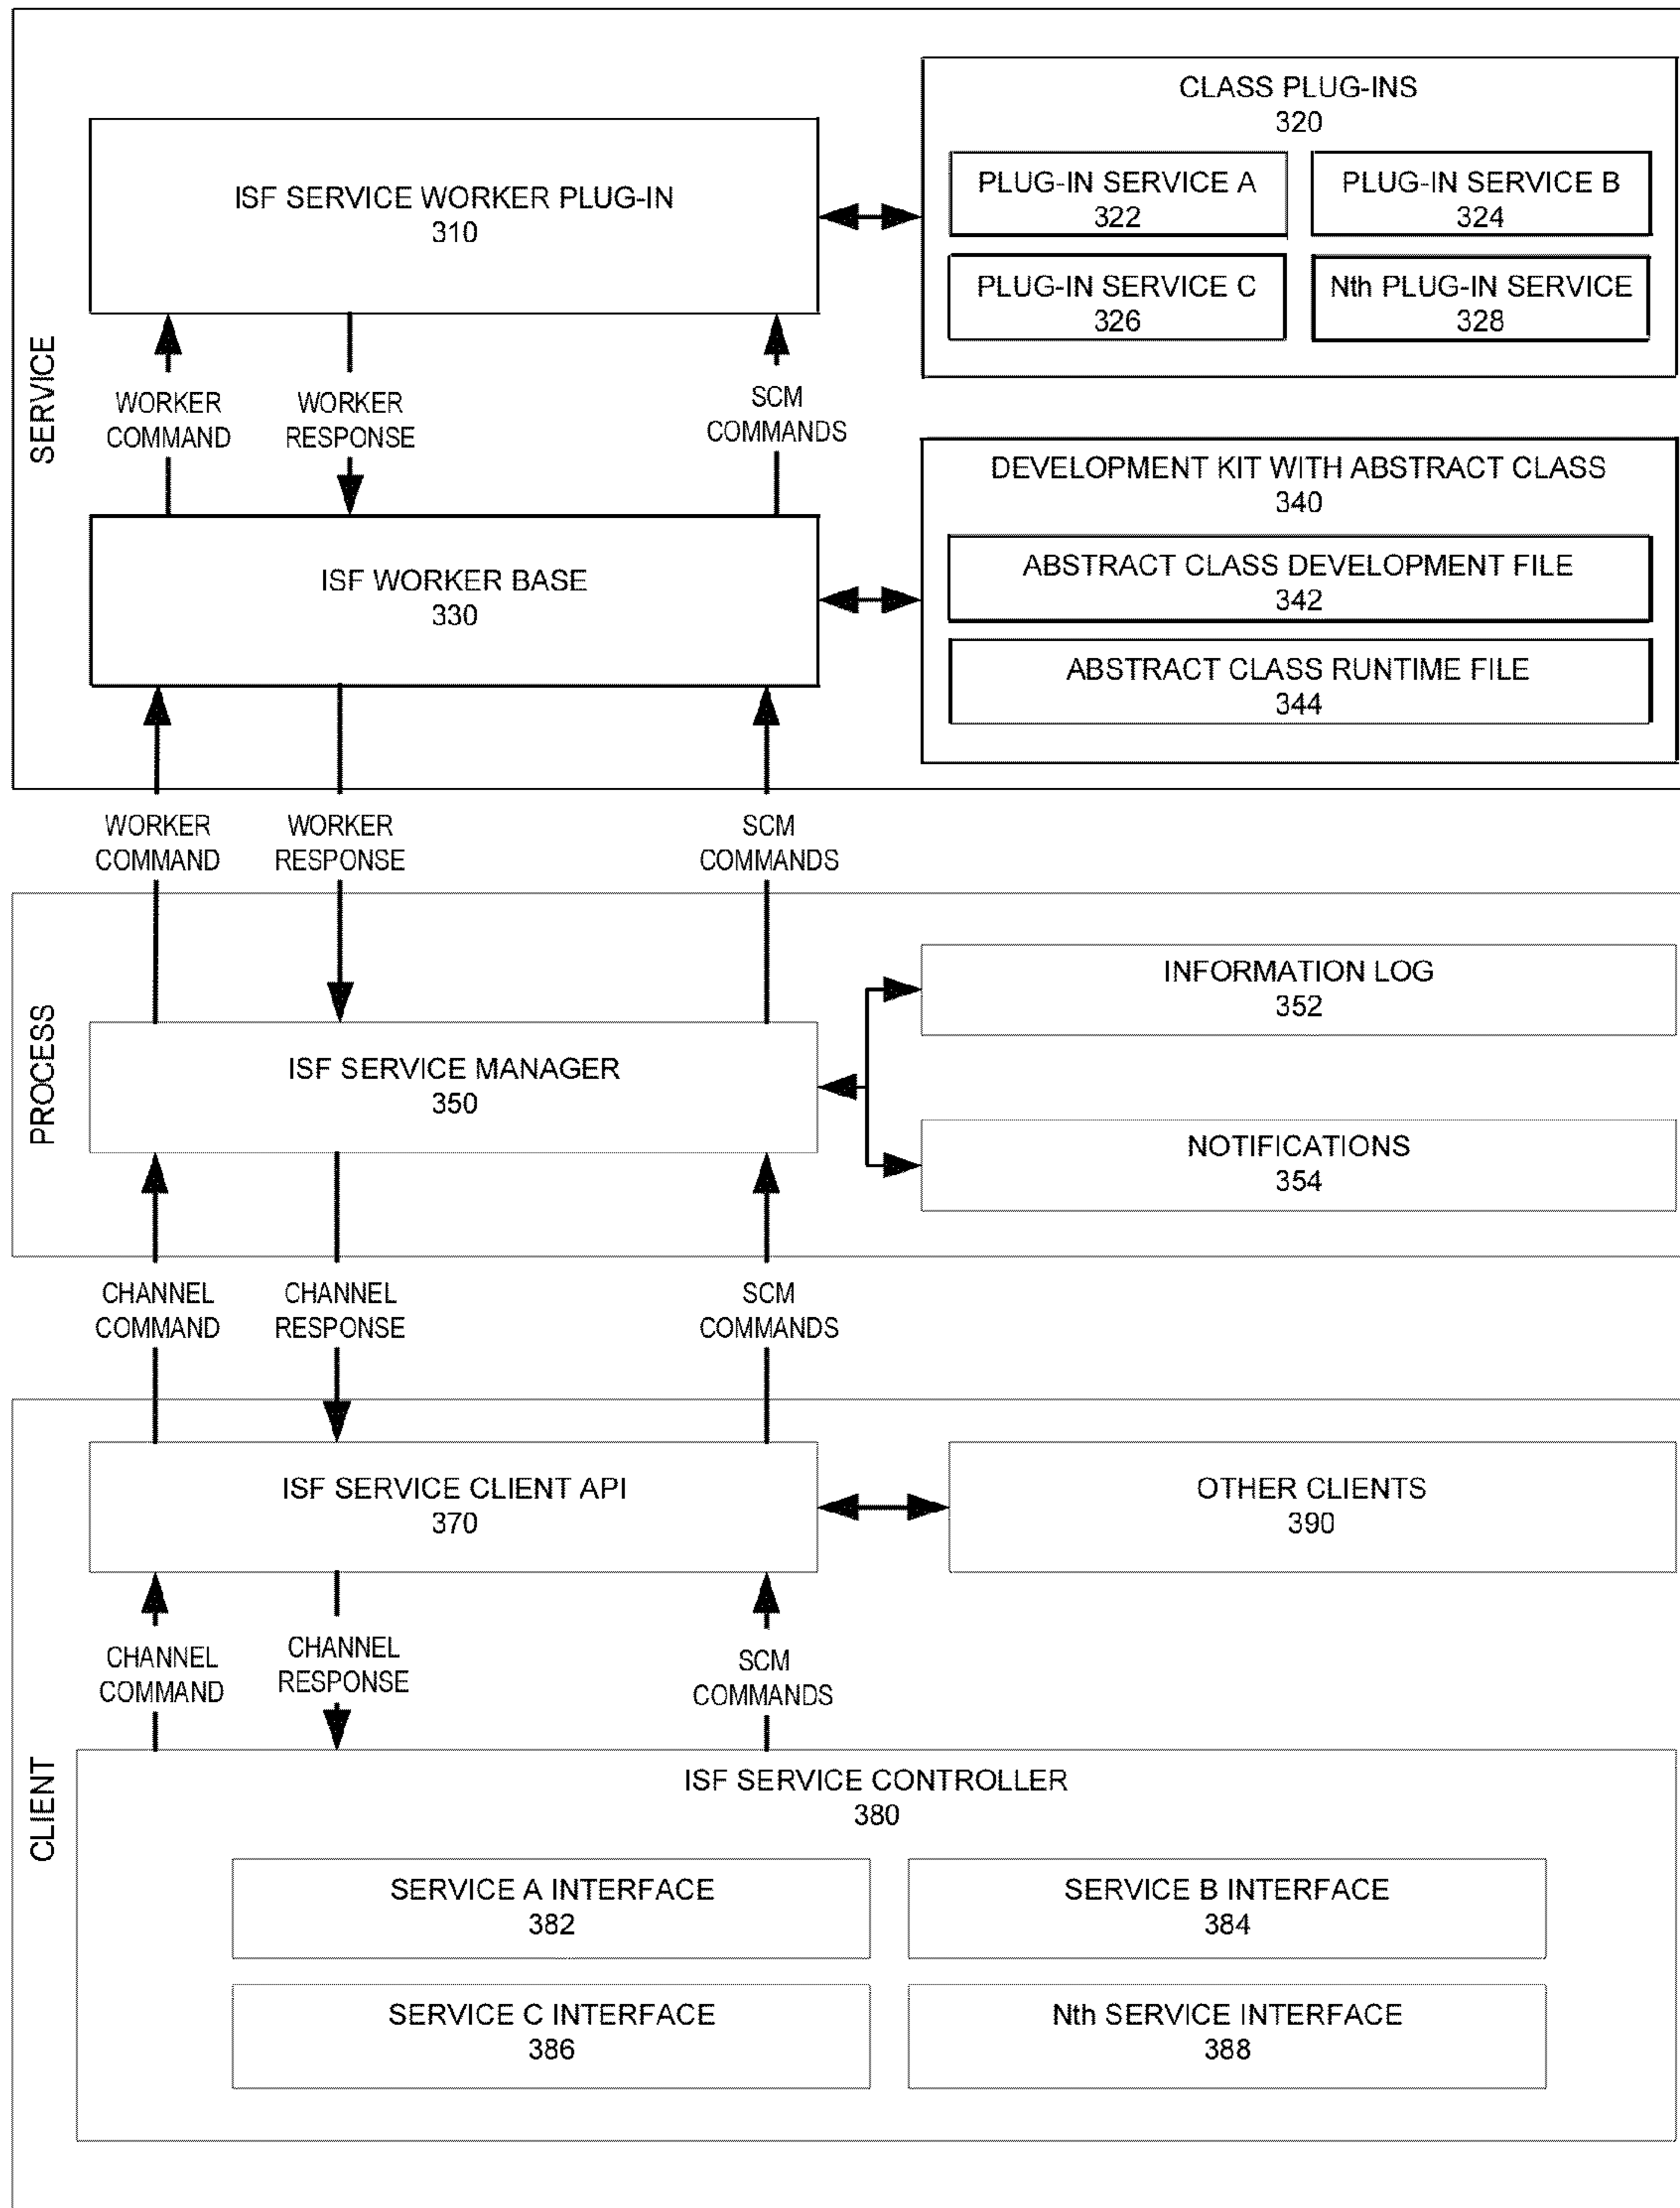 SERVICE
ISF SERVICE WORKER PLUG-IN
310
CLASS PLUG-INS
320
PLUG-IN SERVICE A
322
PLUG-IN SERVICE B
324
PLUG-IN SERVICE C
326
Nth PLUG-IN SERVICE
328
WORKER
COMMAND
WORKER
RESPONSE
SCM
COMMANDS
ISF WORKER BASE
330
DEVELOPMENT KIT WITH ABSTRACT CLASS
340
ABSTRACT CLASS DEVELOPMENT FILE
342
ABSTRACT CLASS RUNTIME FILE
344
WORKER
COMMAND
WORKER
RESPONSE
SCM
COMMANDS
PROCESS
ISF SERVICE MANAGER
350
INFORMATION LOG
352
NOTIFICATIONS
354
CHANNEL
COMMAND
CHANNEL
RESPONSE
SCM
COMMANDS
CLIENT
ISF SERVICE CLIENT API
370
OTHER CLIENTS
390
CHANNEL
COMMAND
CHANNEL
RESPONSE
SCM
COMMANDS
ISF SERVICE CONTROLLER
380
SERVICE A INTERFACE
382
SERVICE B INTERFACE
384
SERVICE C INTERFACE
386
Nth SERVICE INTERFACE
388